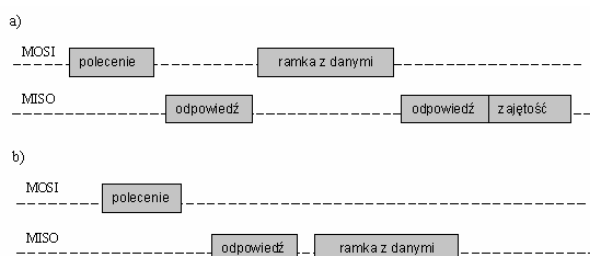 a)
MOSI
polecenie
ramka z danymi
MISO
odpowiedź
odpowiedź
zajętość
b)
MOSI
polecenie
MISO
odpowiedź
ramka z danymi